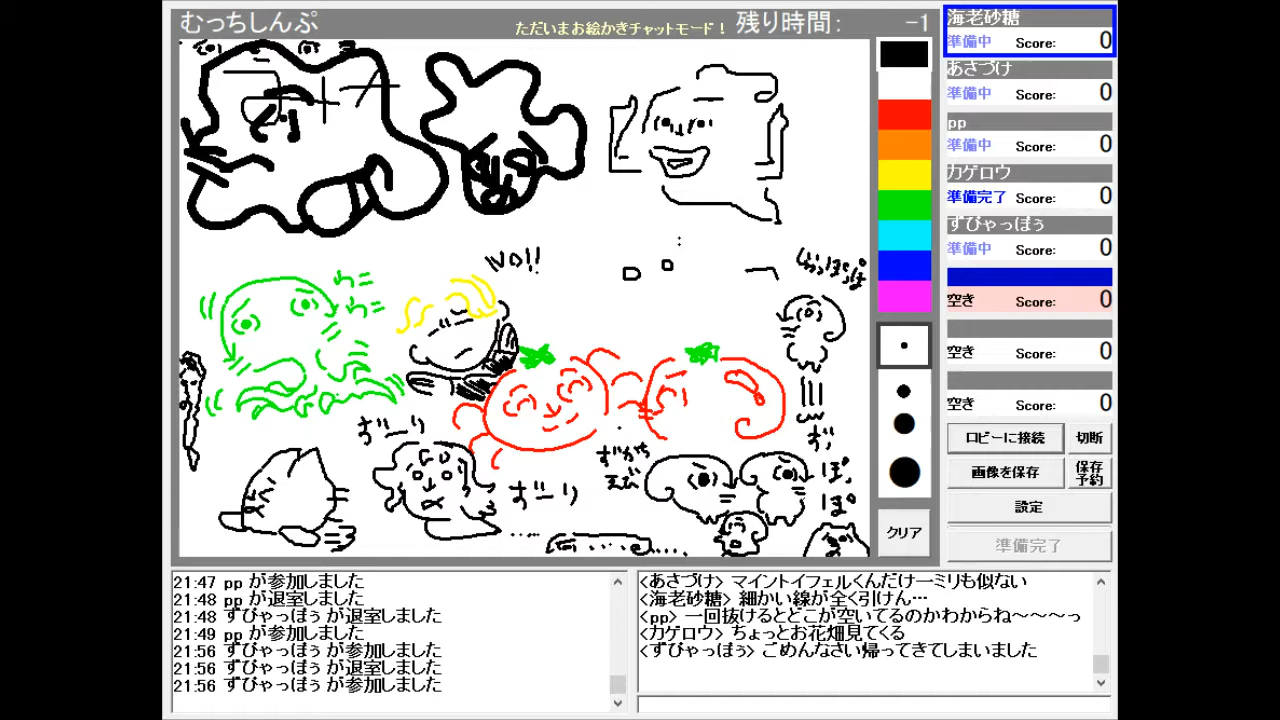 むっちしんぷ
ただいまお絵かきチャットモード！
残り時間: -1
NO!!
ずーり
ずーり
海老砂糖
準備中 Score: 0
あさづけ
準備中 Score: 0
pp
準備中 Score: 0
カゲロウ
準備完了 Score: 0
ずびゃっぽぅ
準備中 Score: 0
空き Score: 0
空き Score: 0
空き Score: 0
ロビーに接続
切断
画像を保存
保存
予約
設定
クリア
準備完了
21:47 pp が参加しました
21:48 pp が退室しました
21:48 ずびゃっぽぅ が退室しました
21:49 pp が参加しました
21:56 ずびゃっぽぅ が参加しました
21:56 ずびゃっぽぅ が退室しました
21:56 ずびゃっぽぅ が参加しました
<あさづけ> マイントイフェルくんだけ一ミリも似ない
<海老砂糖> 細かい線が全く引けん…
<pp> 一回抜けるとどこが空いてるのかわからね～～～っ
<カゲロウ> ちょっとお花畑見てくる
<ずびゃっぽぅ> ごめんなさい帰ってきてしまいました